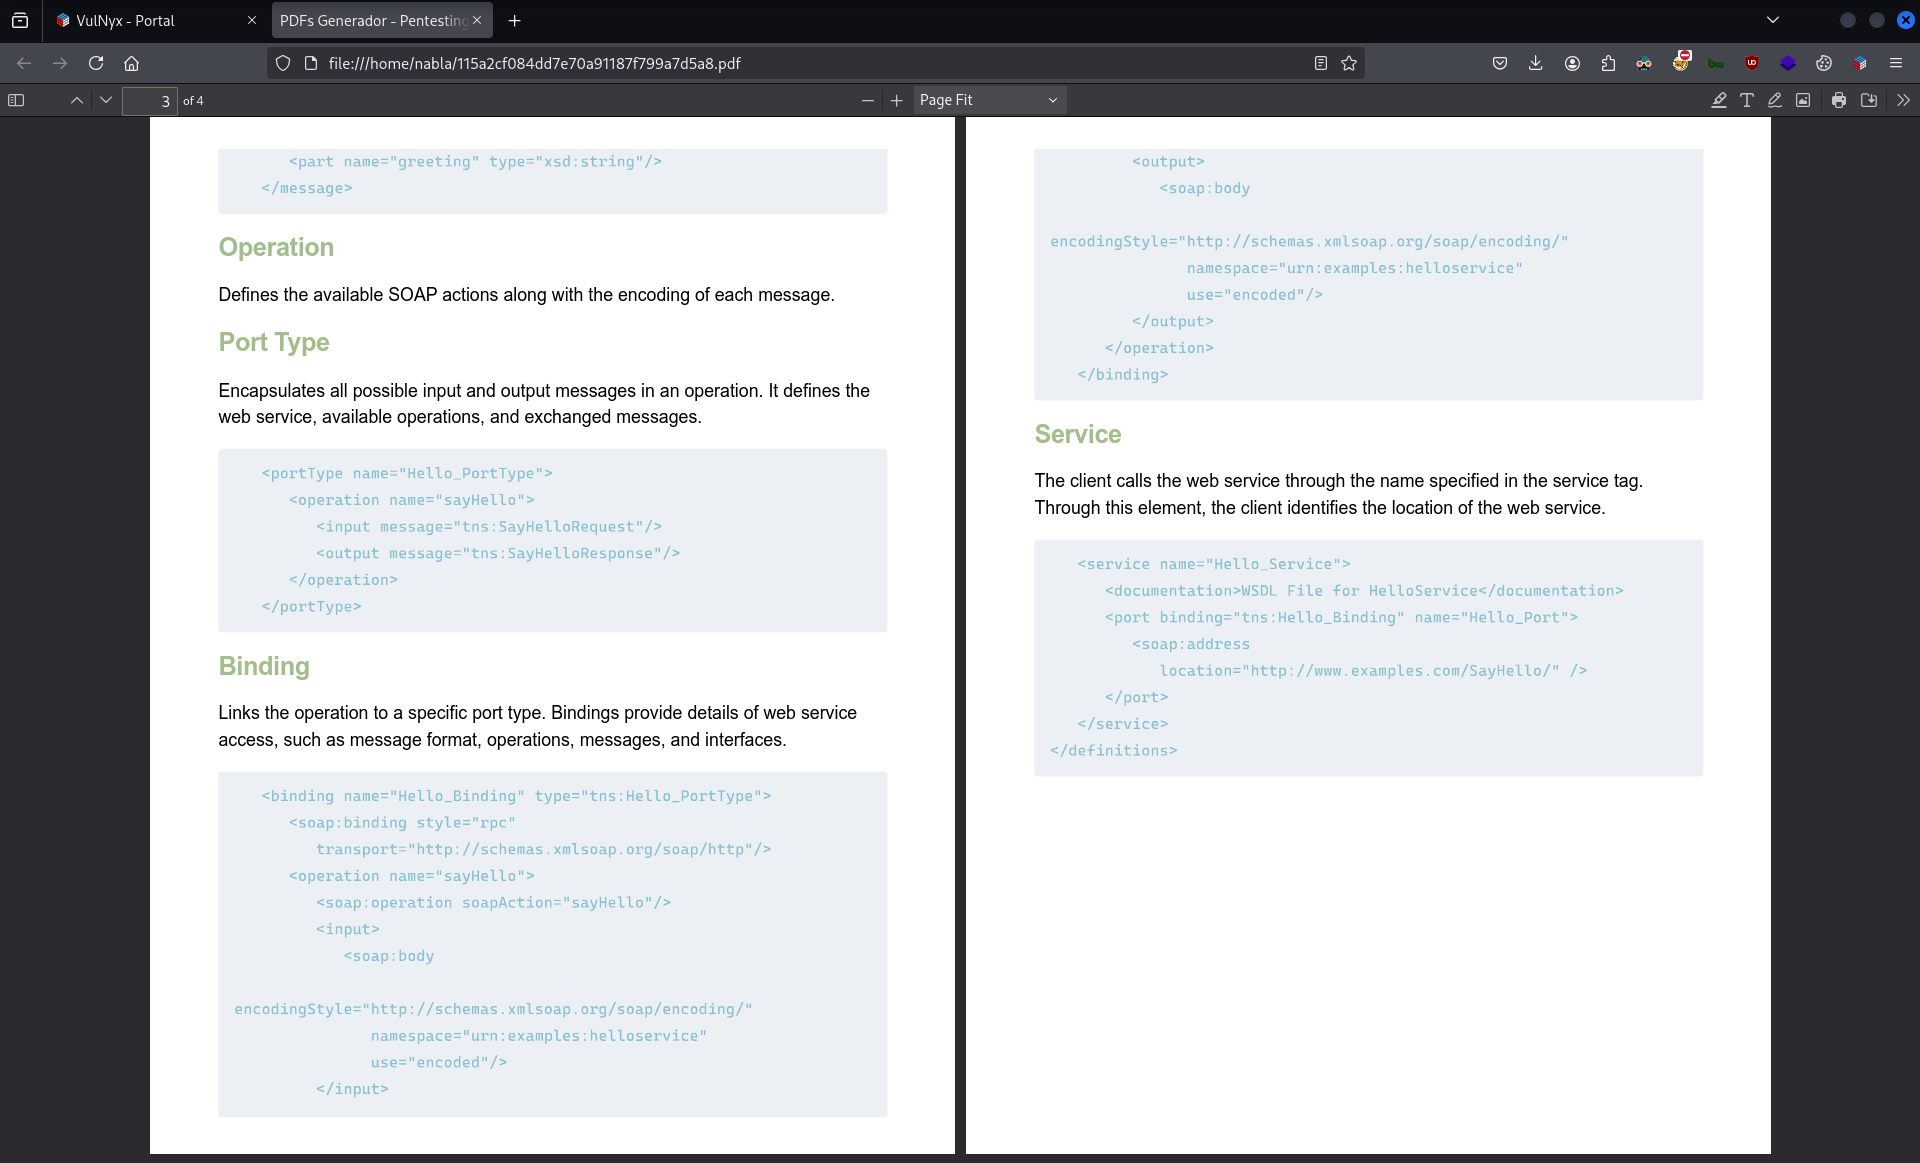 VulNyx - Portal
PDFs Generador - Pentesting
file:///home/nabla/115a2cf084dd7e70a91187f799a7d5a8.pdf
3 of 4
Page Fit
<part name="greeting" type="xsd:string"/>
</message>
Operation
Defines the available SOAP actions along with the encoding of each message.
Port Type
Encapsulates all possible input and output messages in an operation. It defines the
web service, available operations, and exchanged messages.
<portType name="Hello_PortType">
<operation name="sayHello">
<input message="tns:SayHelloRequest"/>
<output message="tns:SayHelloResponse"/>
</operation>
</portType>
Binding
Links the operation to a specific port type. Bindings provide details of web service
access, such as message format, operations, messages, and interfaces.
<binding name="Hello_Binding" type="tns:Hello_PortType">
<soap:binding style="rpc"
transport="http://schemas.xmlsoap.org/soap/http"/>
<operation name="sayHello">
<soap:operation soapAction="sayHello"/>
<input>
<soap:body
encodingStyle="http://schemas.xmlsoap.org/soap/encoding/"
namespace="urn:examples:helloservice"
use="encoded"/>
</input>
<output>
<soap:body
encodingStyle="http://schemas.xmlsoap.org/soap/encoding/"
namespace="urn:examples:helloservice"
use="encoded"/>
</output>
</operation>
</binding>
Service
The client calls the web service through the name specified in the service tag.
Through this element, the client identifies the location of the web service.
<service name="Hello_Service">
<documentation>WSDL File for HelloService</documentation>
<port binding="tns:Hello_Binding" name="Hello_Port">
<soap:address
location="http://www.examples.com/SayHello/" />
</port>
</service>
</definitions>